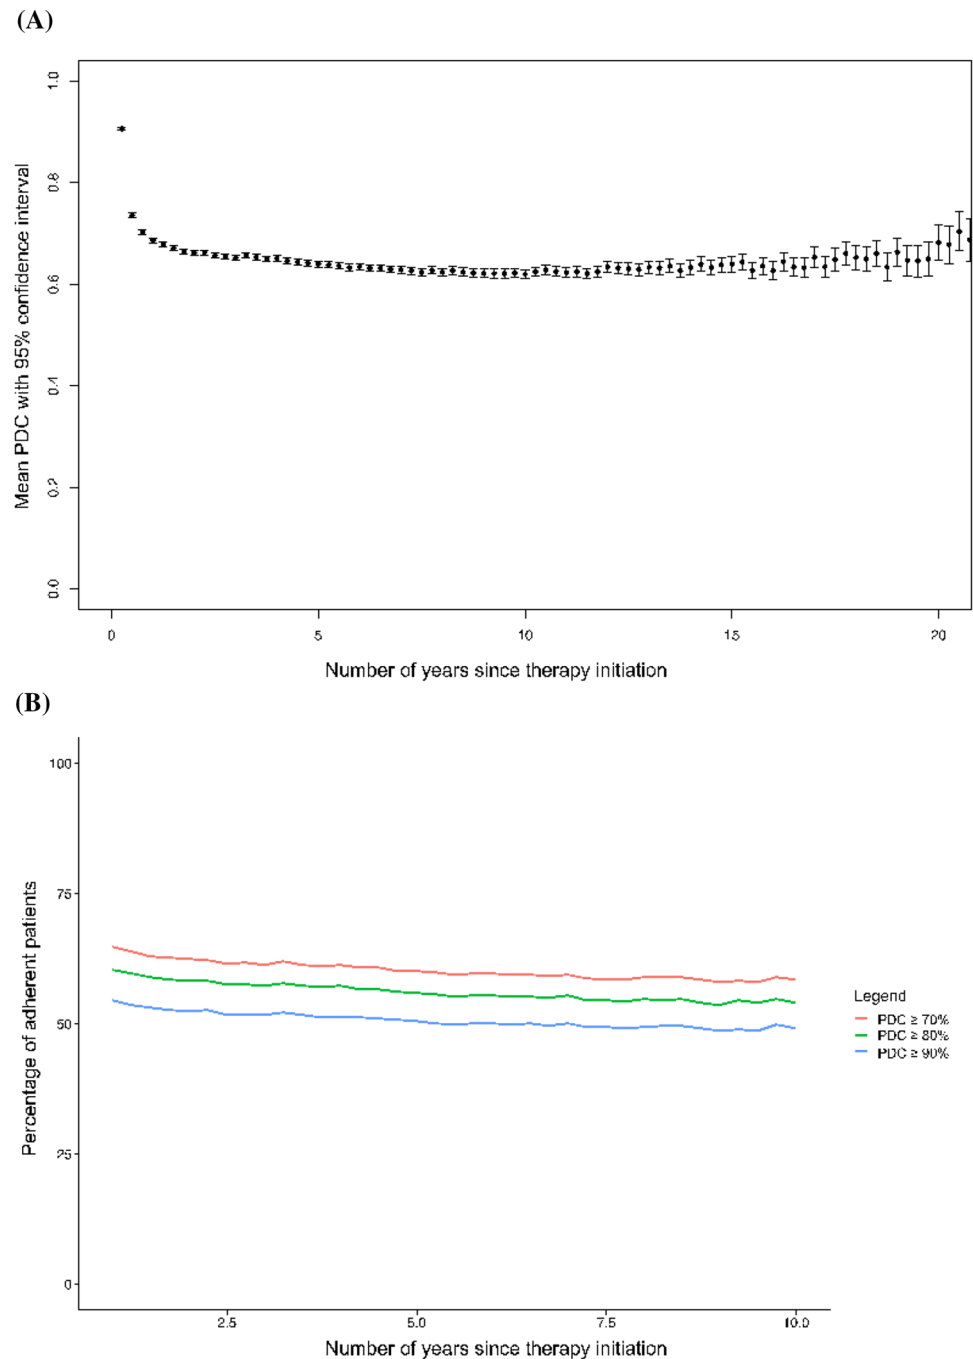 (A)
1.0
0.8
0.6
0.4
0.2
0.0
Mean PDC with 95% confidence interval
0 5 10 15 20
Number of years since therapy initiation
(B)
100
75
50
25
0
Percentage of adherent patients
Legend
PDC ≥ 70%
PDC ≥ 80%
PDC ≥ 90%
2.5 5.0 7.5 10.0
Number of years since therapy initiation